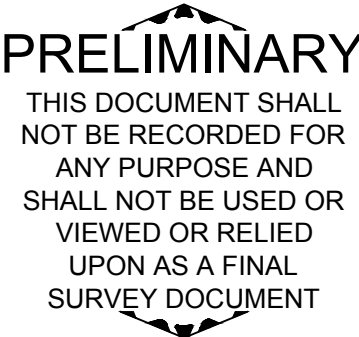 PRELIMINARY
THIS DOCUMENT SHALL
NOT BE RECORDED FOR
ANY PURPOSE AND
SHALL NOT BE USED OR
VIEWED OR RELIED
UPON AS A FINAL
SURVEY DOCUMENT